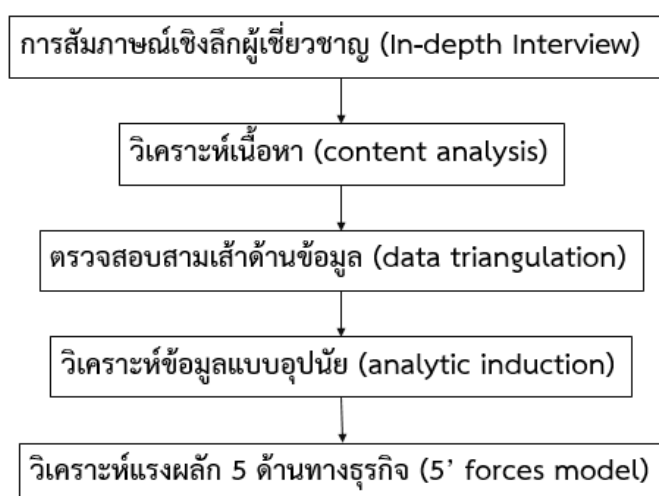 การสัมภาษณ์เชิงลึกผู้เชี่ยวชาญ (In-depth Interview)
วิเคราะห์เนื้อหา (content analysis)
ตรวจสอบสามเส้าด้านข้อมูล (data triangulation)
วิเคราะห์ข้อมูลแบบอุปนัย (analytic induction)
วิเคราะห์แรงผลัก 5 ด้านทางธุรกิจ (5’ forces model)